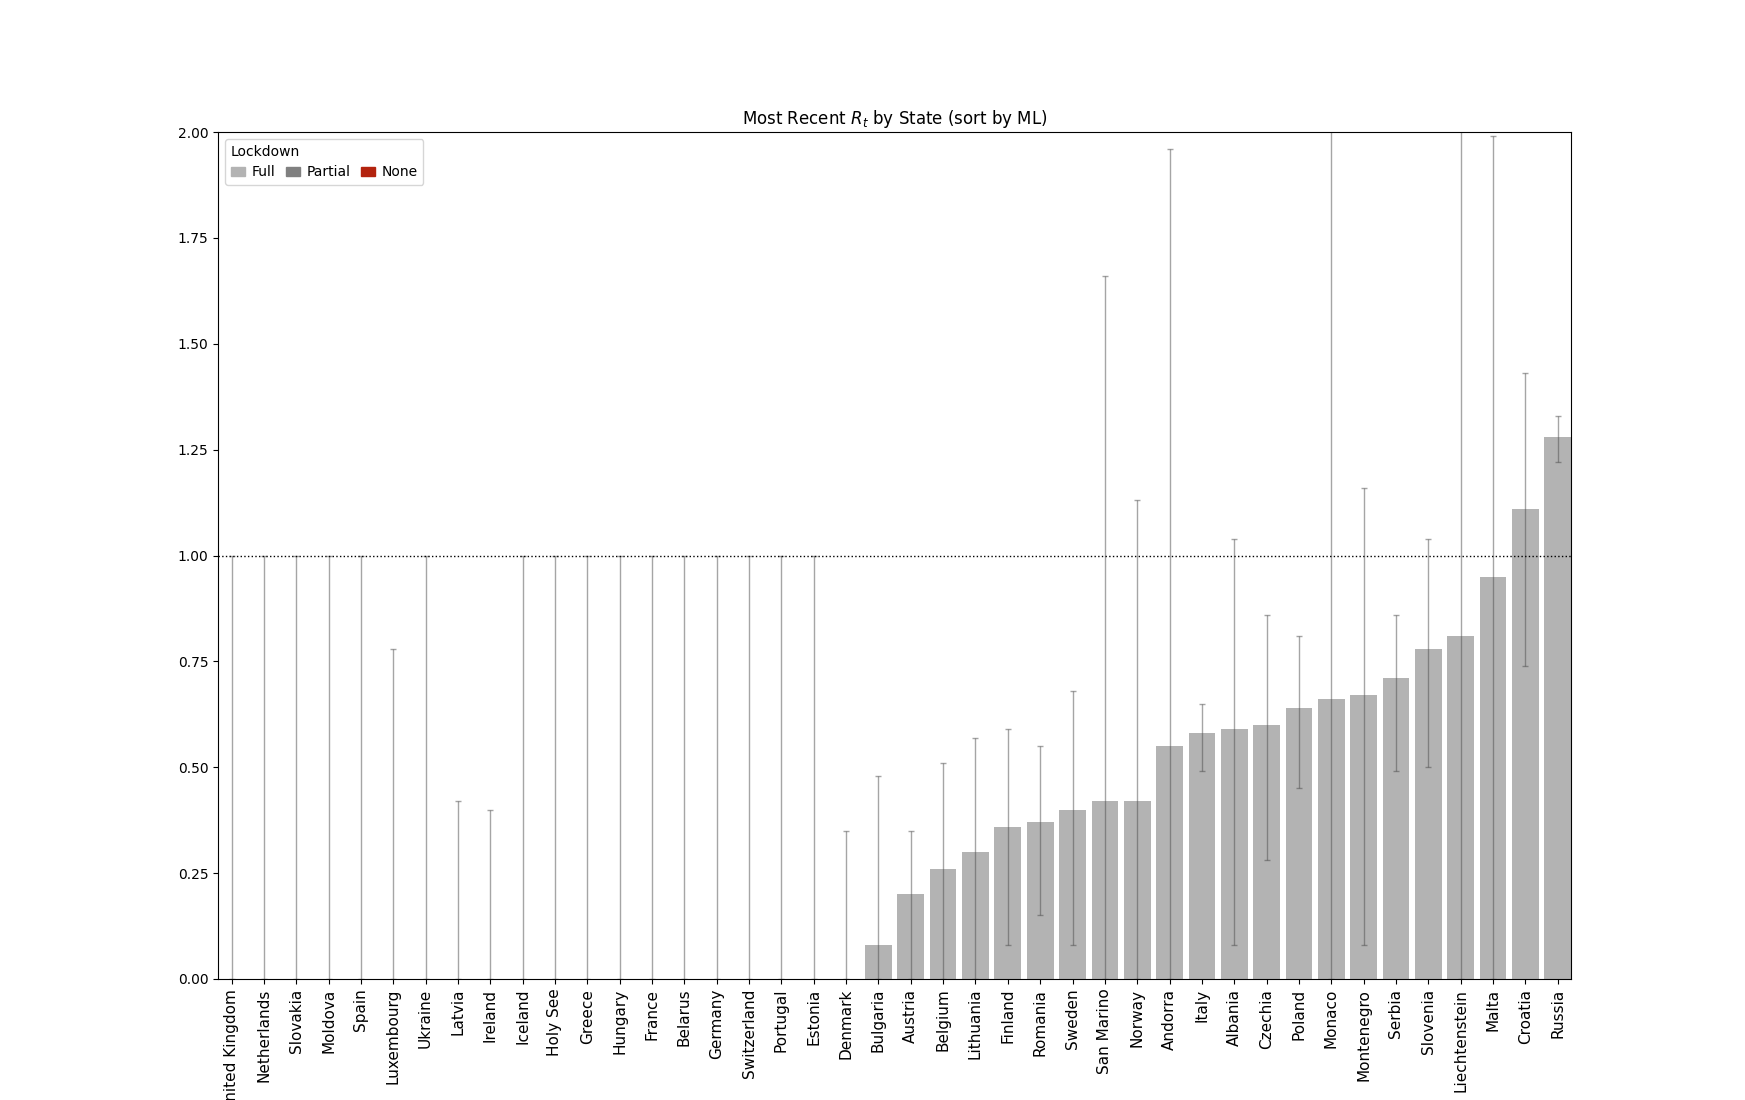 Most Recent Rt by State (sort by ML)
Lockdown
Full Partial None
2.00
1.75
1.50
1.25
1.00
0.75
0.50
0.25
0.00
nited Kingdom
Netherlands
Slovakia
Moldova
Spain
Luxembourg
Ukraine
Latvia
Ireland
Iceland
Holy See
Greece
Hungary
France
Belarus
Germany
Switzerland
Portugal
Estonia
Denmark
Bulgaria
Austria
Belgium
Lithuania
Finland
Romania
Sweden
San Marino
Norway
Andorra
Italy
Albania
Czechia
Poland
Monaco
Montenegro
Serbia
Slovenia
Liechtenstein
Malta
Croatia
Russia